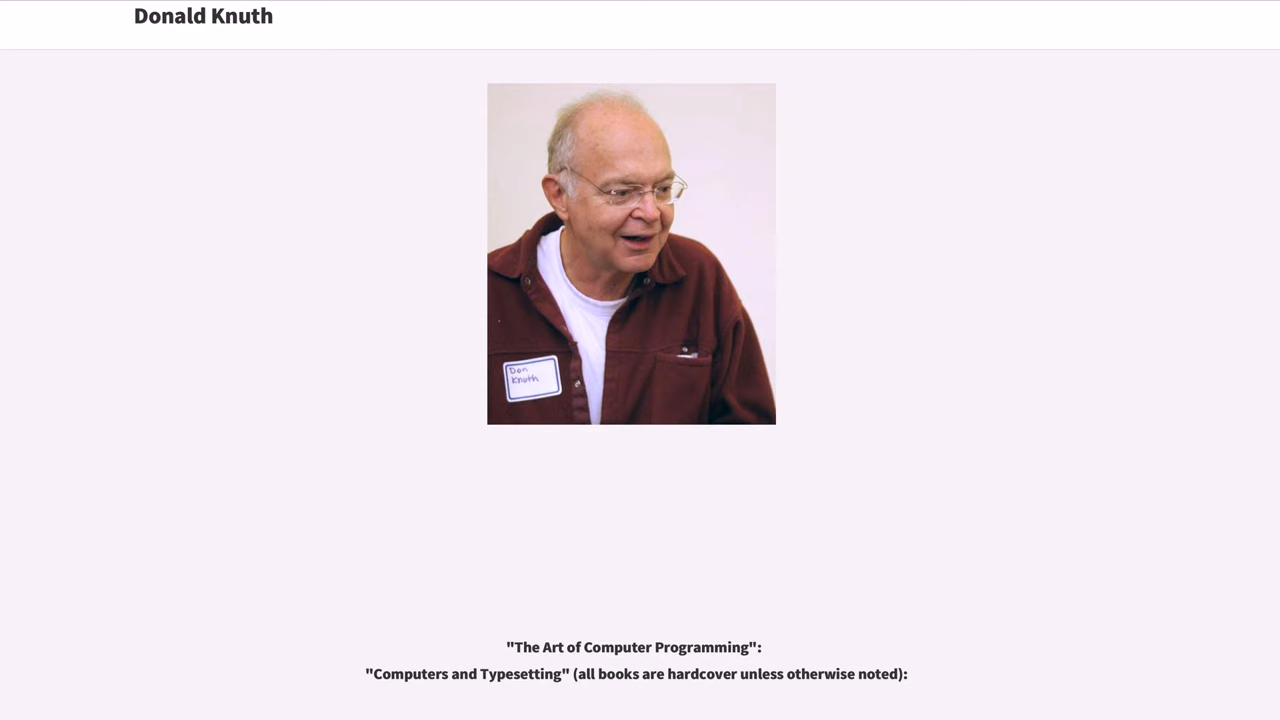 Donald Knuth
Don
Knuth
"The Art of Computer Programming":
"Computers and Typesetting" (all books are hardcover unless otherwise noted):